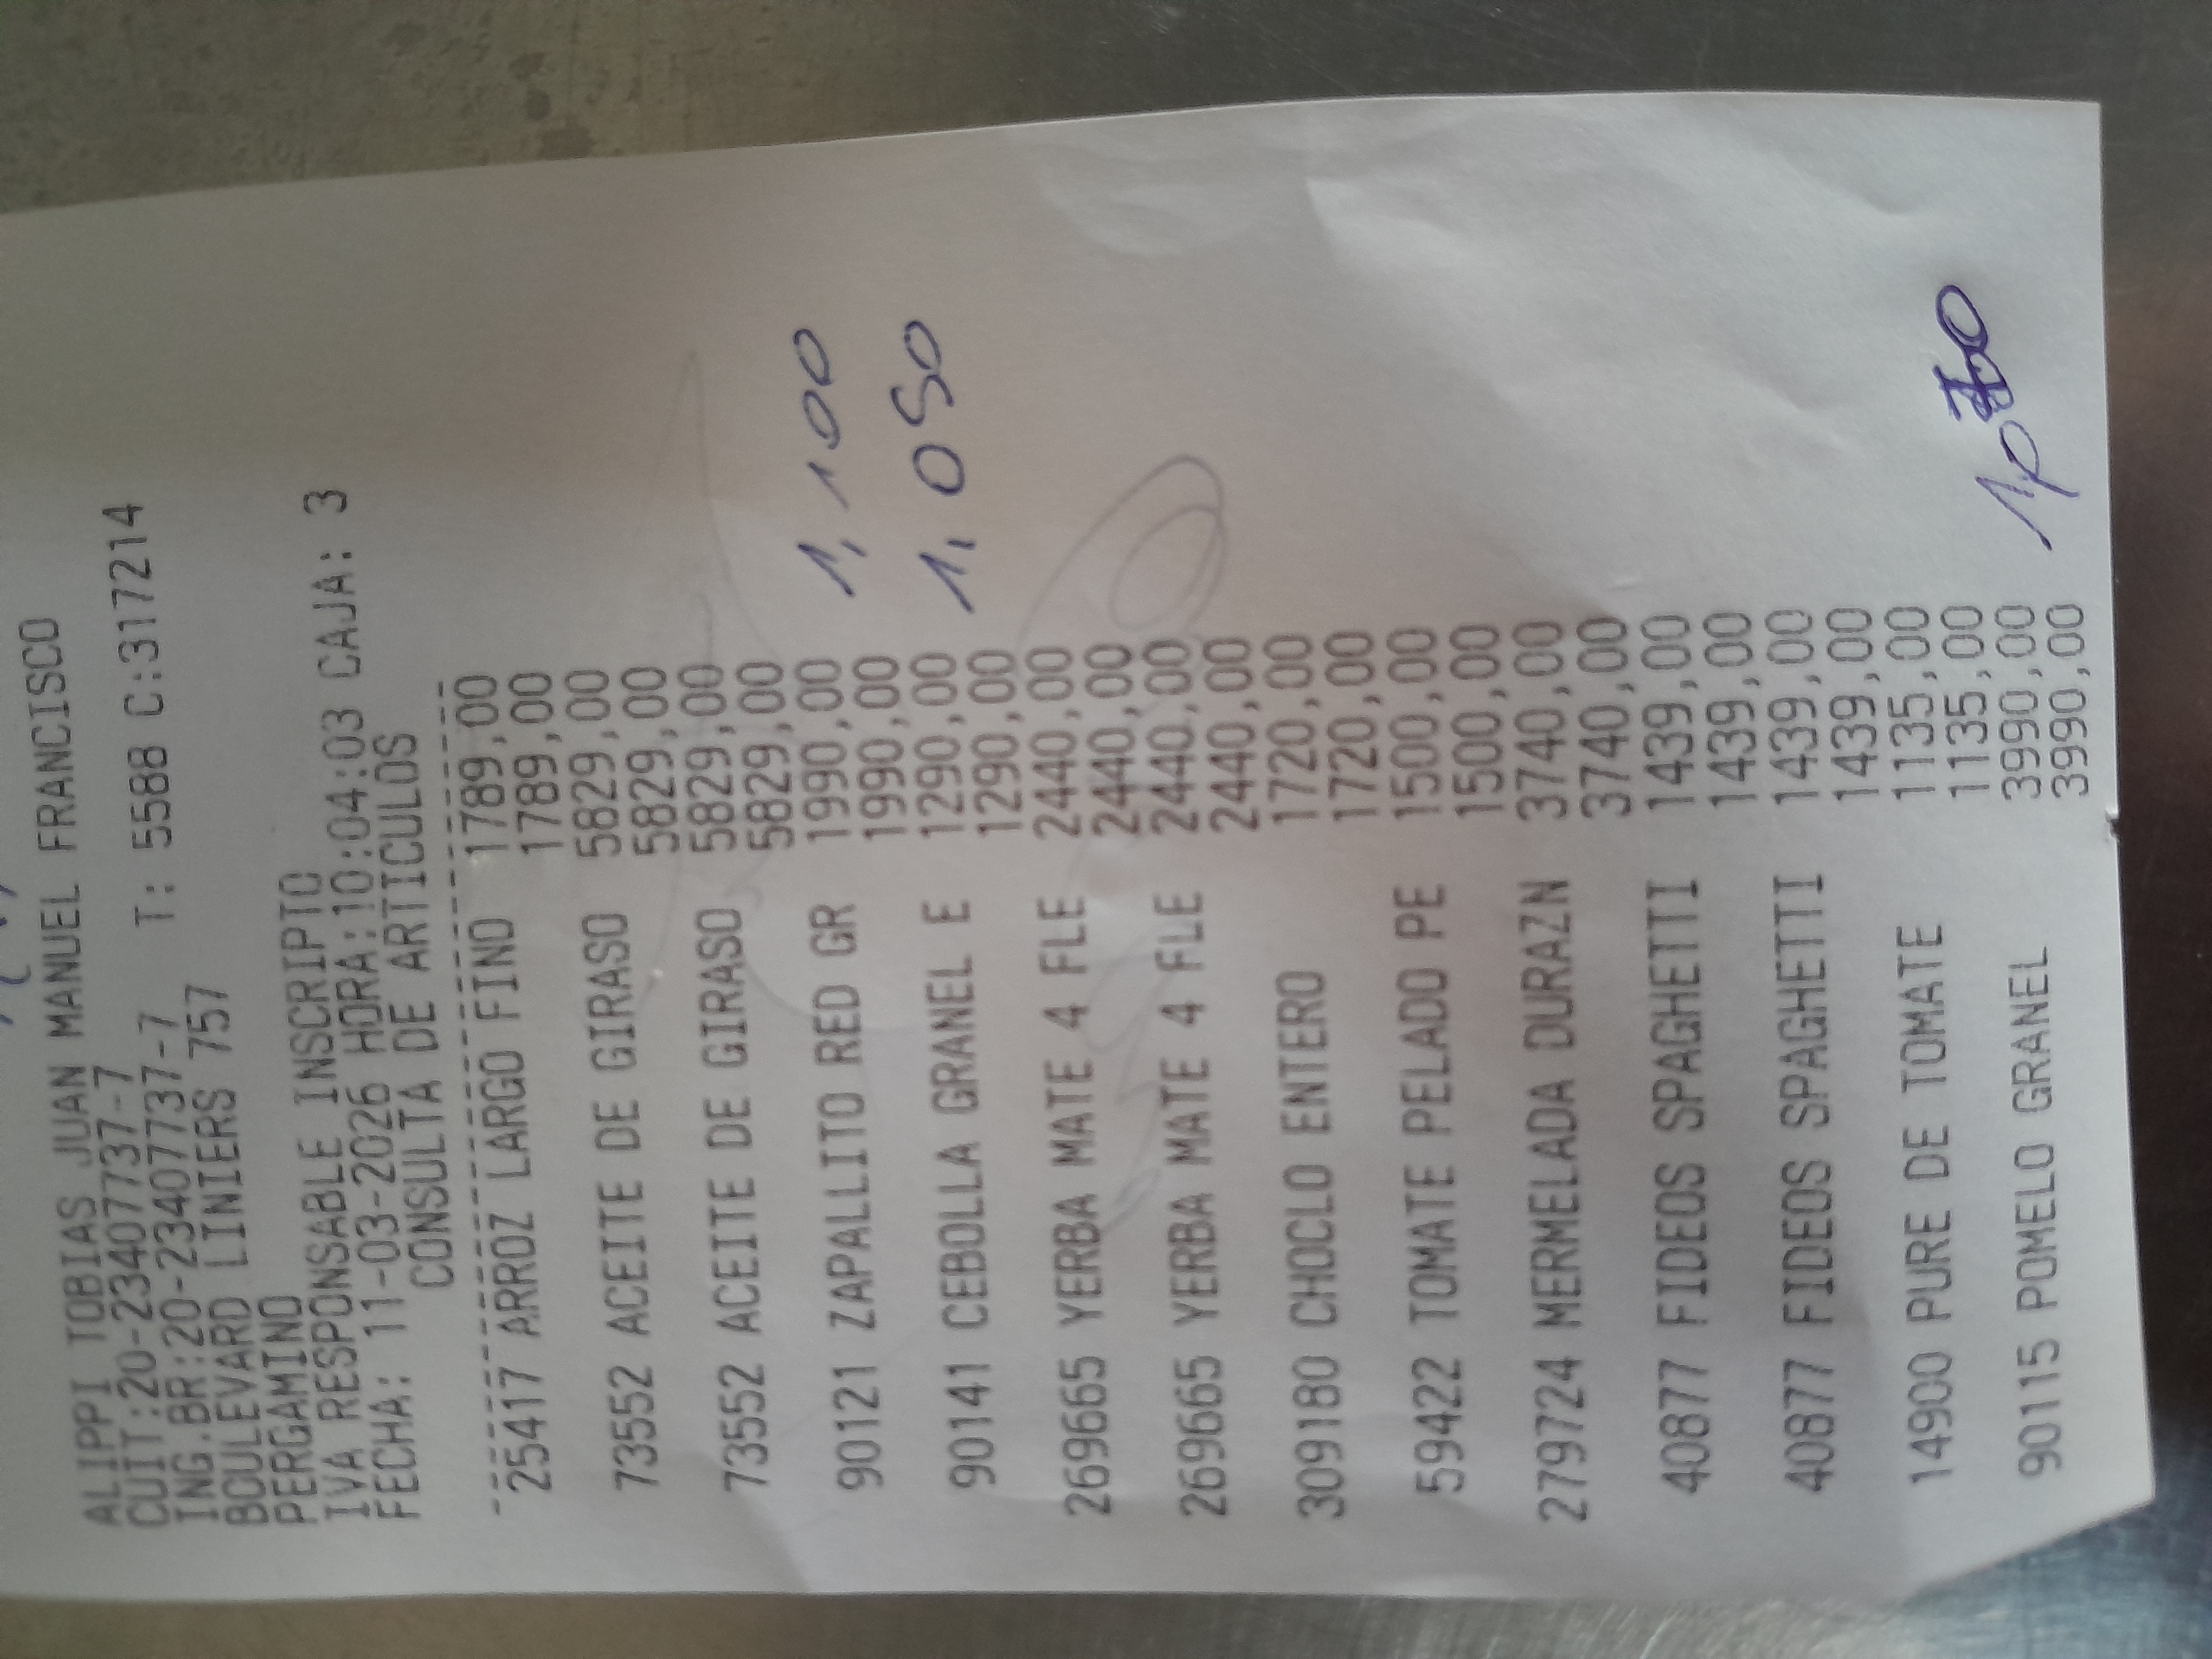 ALIPPI TOBIAS JUAN MANUEL FRANCISCO
CUIT:20-23407737-7
ING.BR:20-23407737-7 T: 5588 C:317214
BOULEVARD LINIERS 757
PERGAMINO
IVA RESPONSABLE INSCRIPTO
FECHA: 11-03-2026 HORA:10:04:03 CAJA: 3
CONSULTA DE ARTICULOS
25417 ARROZ LARGO FINO 1789,00
1789,00
73552 ACEITE DE GIRASO 5829,00
5829,00
73552 ACEITE DE GIRASO 5829,00
5829,00
90121 ZAPALLITO RED GR 1990,00 1,100
1990,00
90141 CEBOLLA GRANEL E 1290,00 1,050
1290,00
269665 YERBA MATE 4 FLE 2440,00
2440,00
269665 YERBA MATE 4 FLE 2440,00
2440,00
309180 CHOCLO ENTERO 1720,00
1720,00
59422 TOMATE PELADO PE 1500,00
1500,00
279724 MERMELADA DURAZN 3740,00
3740,00
40877 FIDEOS SPAGHETTI 1439,00
1439,00
40877 FIDEOS SPAGHETTI 1439,00
1439,00
14900 PURE DE TOMATE 1135,00
1135,00
90115 POMELO GRANEL 3990,00
3990,00